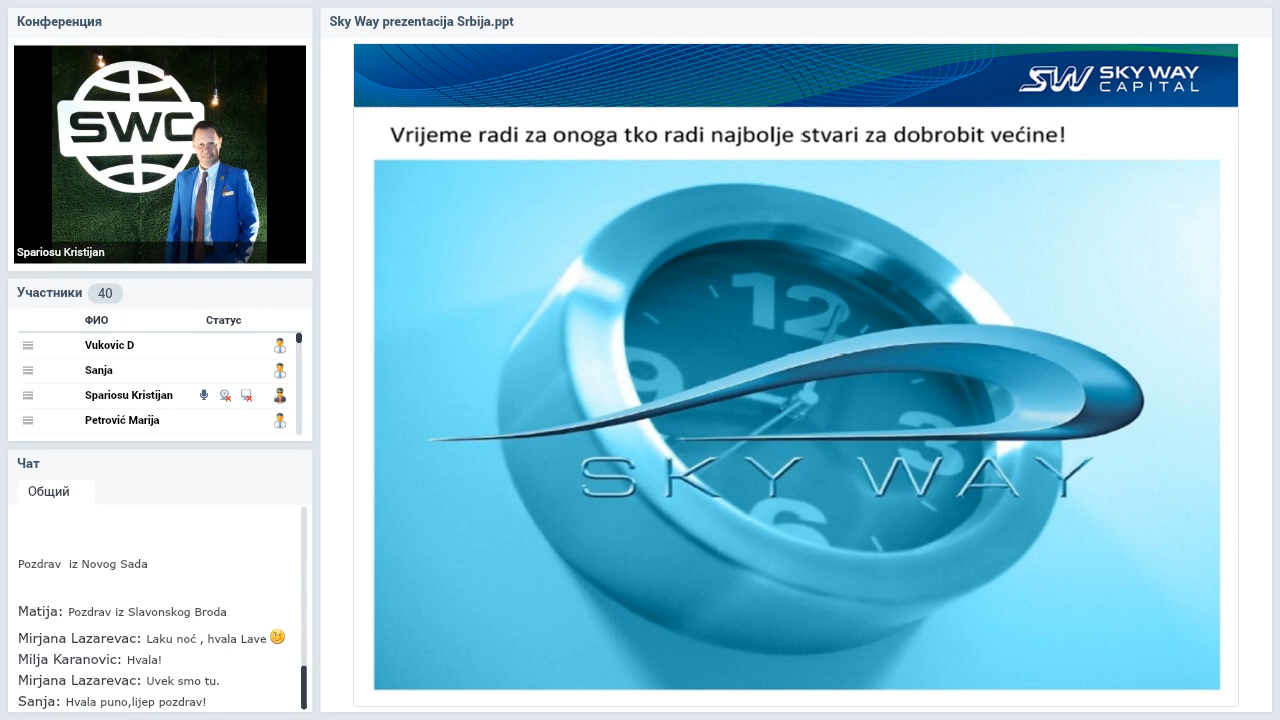 Конференция
SWC
Spariosu Kristijan
Участники 40
ФИО Статус
Vukovic D
Sanja
Spariosu Kristijan
Petrović Marija
Чат
Общий
Pozdrav iz Novog Sada
Matija: Pozdrav iz Slavonskog Broda
Mirjana Lazarevac: Laku noć , hvala Lave
Milja Karanovic: Hvala!
Mirjana Lazarevac: Uvek smo tu.
Sanja: Hvala puno,lijep pozdrav!
Sky Way prezentacija Srbija.ppt
SW SKY WAY
CAPITAL
Vrijeme radi za onoga tko radi najbolje stvari za dobrobit većine!
12
9
3
6
SKY WAY